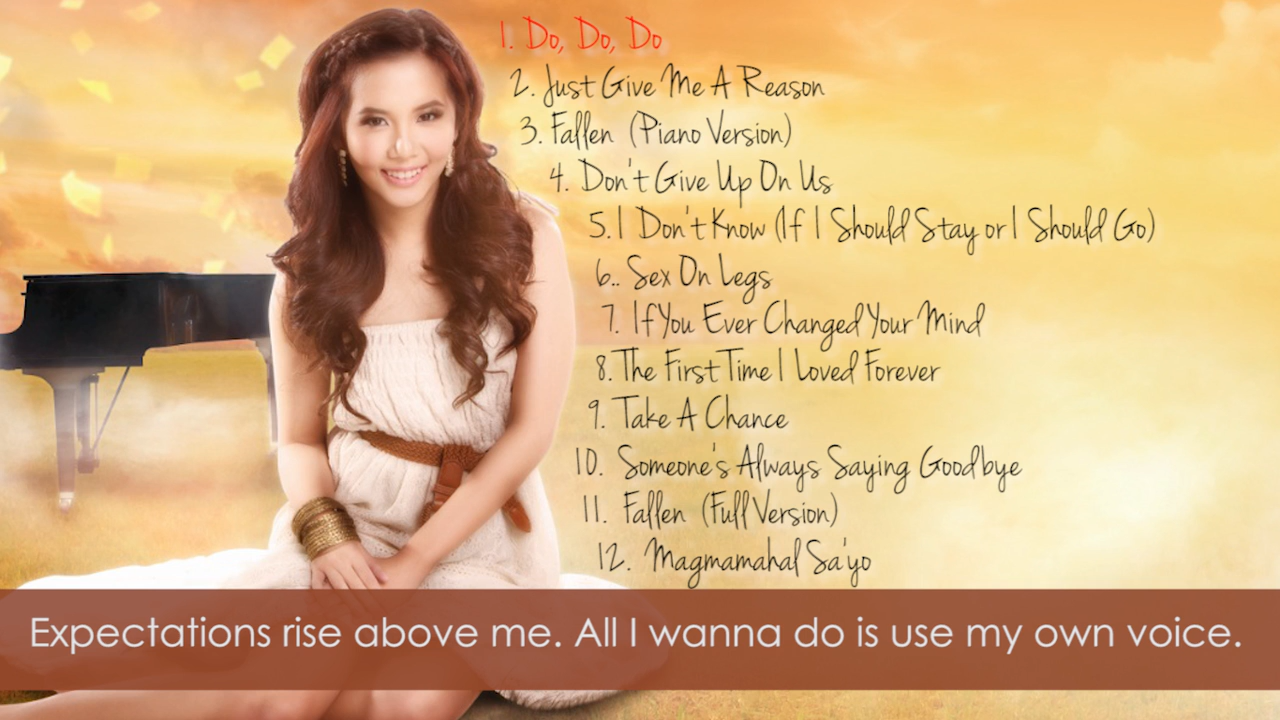 1. Do, Do, Do
2. Just Give Me A Reason
3. Fallen (Piano Version)
4. Don't Give Up On Us
5. I Don't Know (If I Should Stay or I Should Go)
6.. Sex On Legs
7. If You Ever Changed Your Mind
8. The First Time I Loved Forever
9. Take A Chance
10. Someone's Always Saying Goodbye
11. Fallen (Full Version)
12. Magmamahal Sa'yo
Expectations rise above me. All I wanna do is use my own voice.